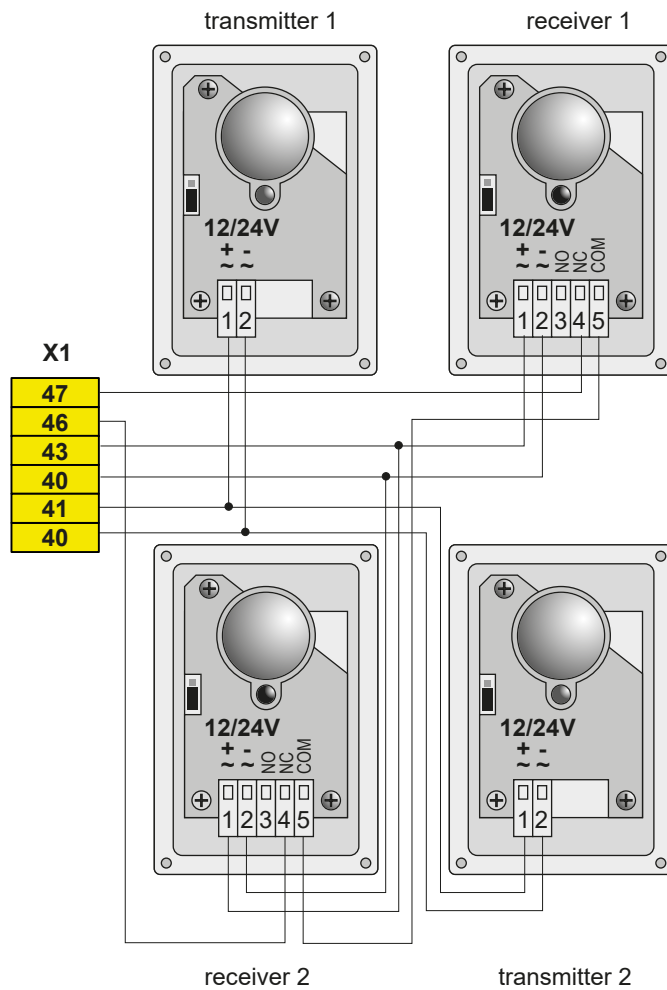 transmitter 1
receiver 1
12/24V
+ -
~ ~
1 2
12/24V
+ -
~ ~ NO NC COM
1 2 3 4 5
X1
47
46
43
40
41
40
12/24V
+ -
~ ~ NO NC COM
1 2 3 4 5
12/24V
+ -
~ ~
1 2
receiver 2
transmitter 2